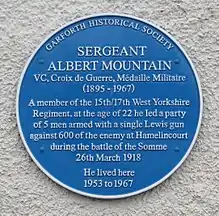 GARFORTH HISTORICAL SOCIETY
SERGEANT
ALBERT MOUNTAIN
VC, Croix de Guerre, Médaille Militaire
(1895 - 1967)
A member of the 15th/17th West Yorkshire
Regiment, at the age of 22 he led a party
of 5 men armed with a single Lewis gun
against 600 of the enemy at Hamelincourt
during the battle of the Somme
26th March 1918
He lived here
1953 to 1967